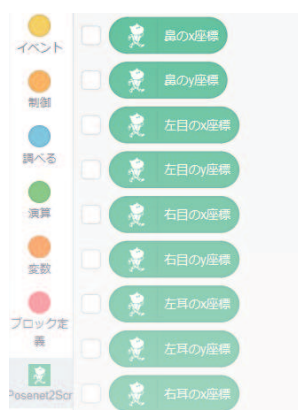 イベント
制御
調べる
演算
変数
ブロック定
義
Posenet2Scr
鼻のx座標
鼻のy座標
左目のx座標
左目のy座標
右目のx座標
右目のy座標
左耳のx座標
左耳のy座標
右耳のx座標